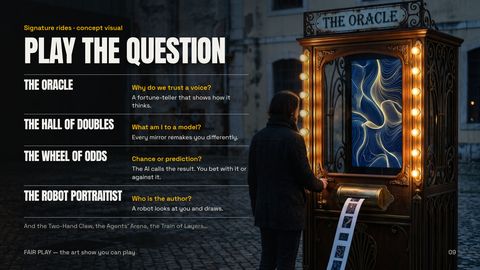 Signature rides · concept visual
PLAY THE QUESTION
THE ORACLE
Why do we trust a voice?
A fortune-teller that shows how it
thinks.
THE HALL OF DOUBLES
What am I to a model?
Every mirror remakes you differently.
THE WHEEL OF ODDS
Chance or prediction?
The AI calls the result. You bet with it or
against it.
THE ROBOT PORTRAITIST
Who is the author?
A robot looks at you and draws.
And the Two-Hand Claw, the Agents' Arena, the Train of Layers...
FAIR PLAY — the art show you can play
09
THE ORACLE